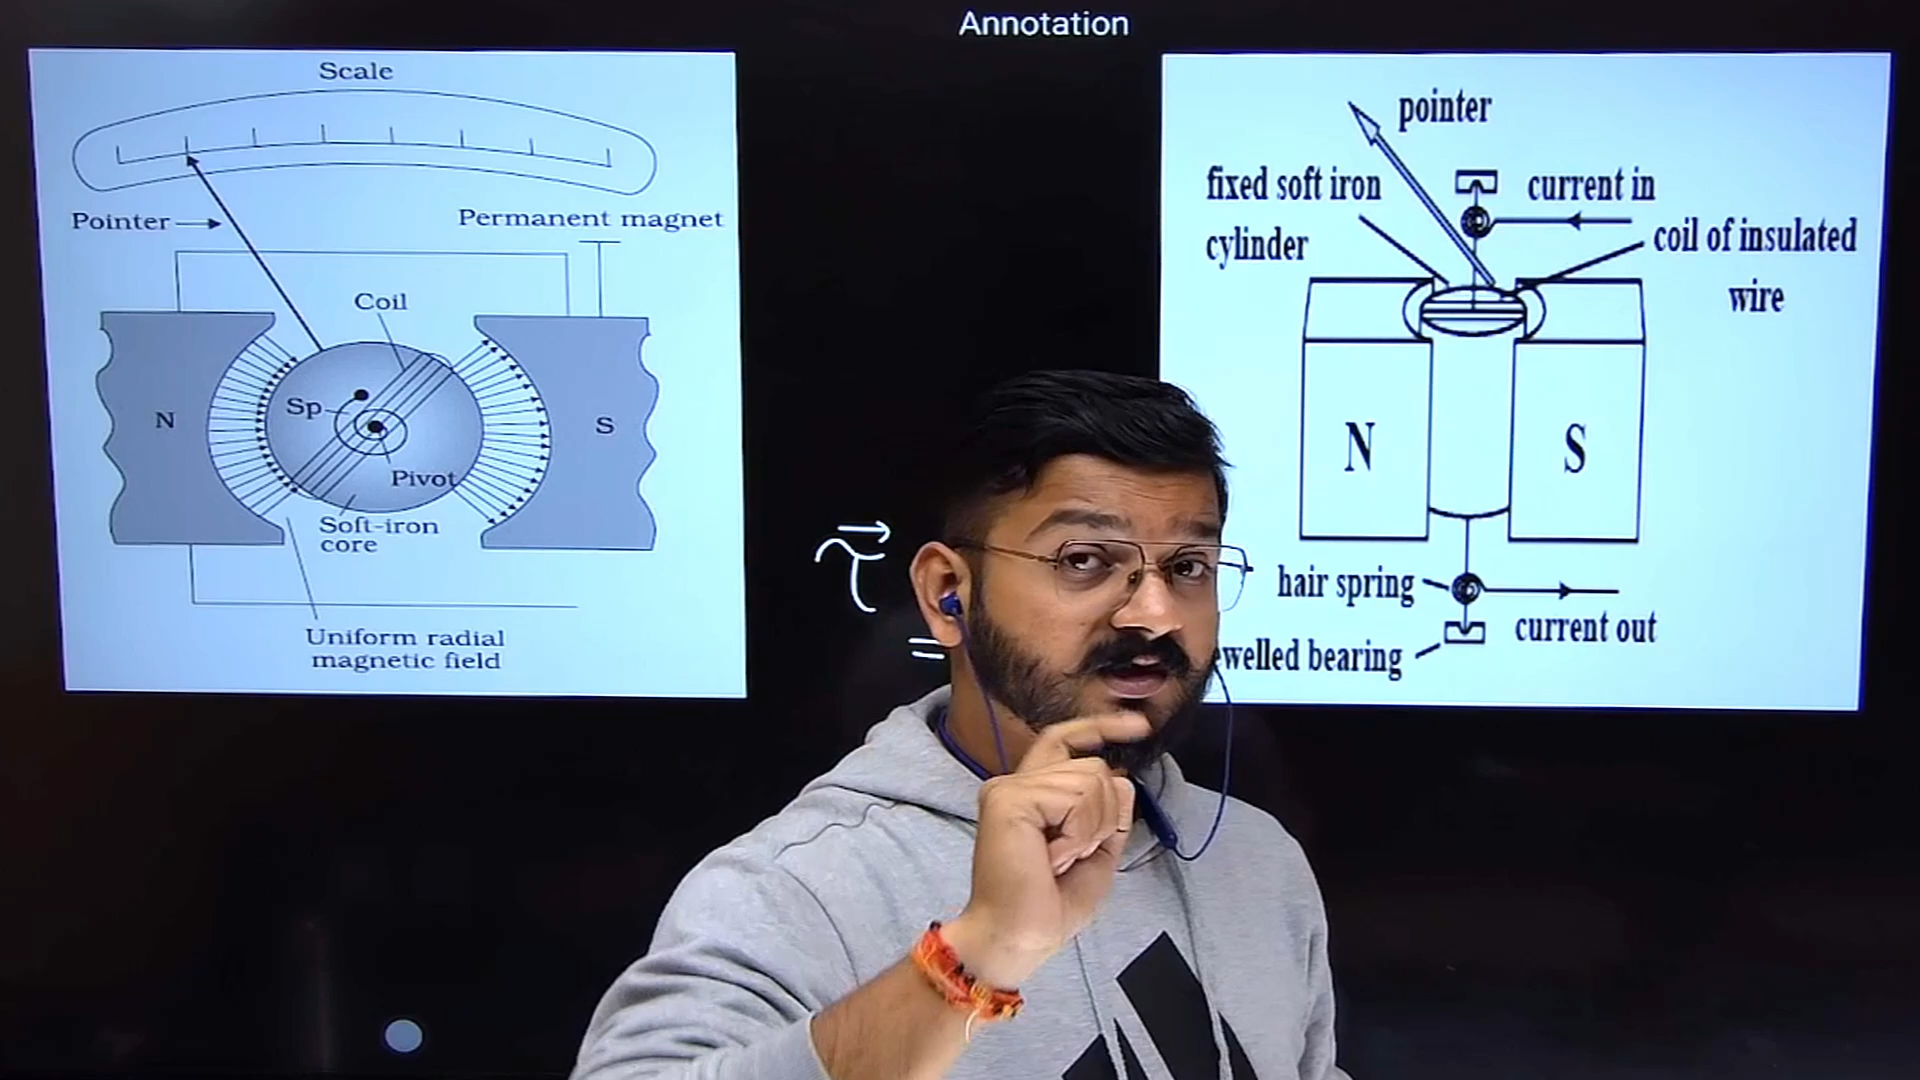 Annotation
Scale
Pointer
Permanent magnet
Coil
N
Sp
S
Pivot
Soft-iron
core
Uniform radial
magnetic field
τ⃗
=
pointer
fixed soft iron
cylinder
current in
coil of insulated
wire
N
S
hair spring
current out
ewelled bearing